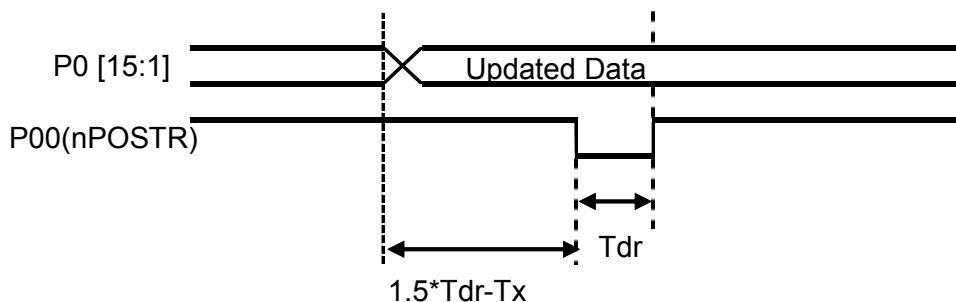 P0 [15:1]
Updated Data
P00(nPOSTR)
Tdr
1.5*Tdr-Tx